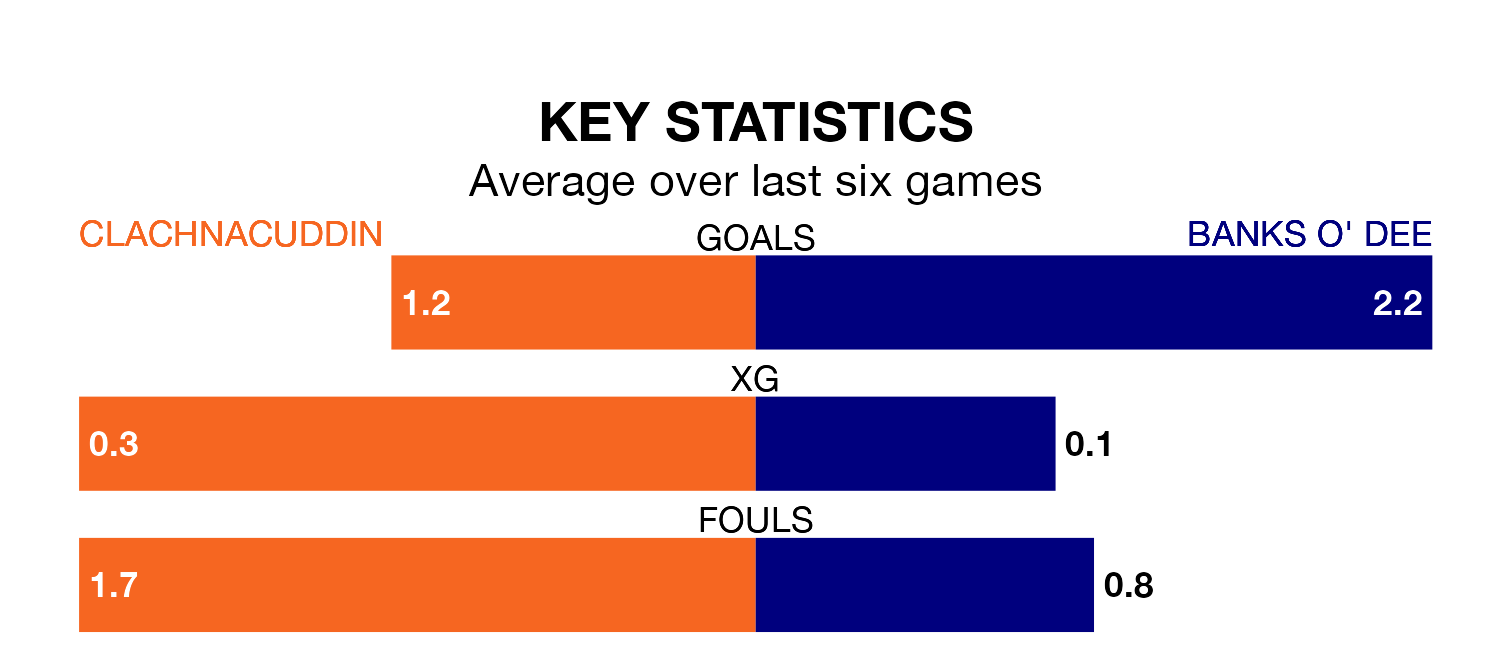 KEY STATISTICS
Average over last six games
CLACHNACUDDIN GOALS BANKS O' DEE
1.2 2.2
XG
0.3 0.1
FOULS
1.7 0.8